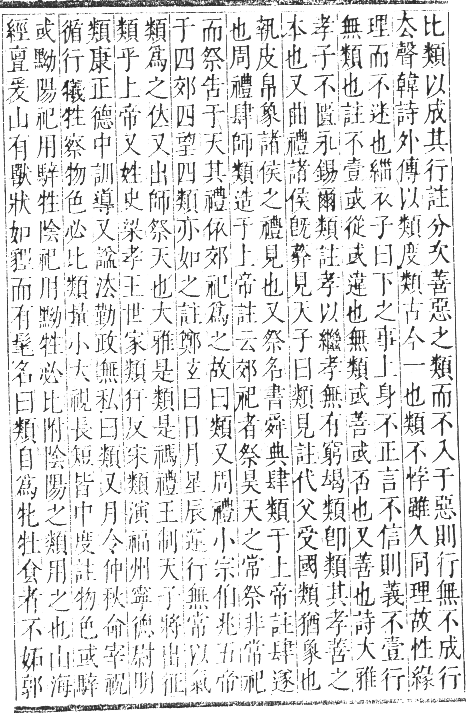 比類以成其行註分次善惡之類而不入于惡則行無不成行
厺聲韓詩外傳以類度類古今一也類不悖雖久同理故性緣
理而不迷也緇衣子曰下之事上身不正言不信則義不壹行
無類也註不壹或從或違也無類或善或否也又善也詩大雅
孝子不匱永錫爾類註孝以繼孝無有窮竭類卽類其孝善之
本也又曲禮諸侯旣葬見天子曰類見註代父受國類猶象也
執皮帛象諸侯之禮見也又祭名書舜典肆類于上帝註肆遂
也周禮肆師類造于上帝註云郊祀者祭昊天之常祭非常祀
而祭告于天其禮依郊祀爲之故曰類又周禮小宗伯兆五帝
于四郊四望四類亦如之註鄭玄曰日月星辰運行無常以氣
類爲之位又出師祭天也大雅是類是禡禮王制天子將出征
類乎上帝又姓史梁孝王世家類犴反宋類演福州寧德尉明
類康正德中訓導又諡法勤政無私曰類又月令仲秋命宰祝
循行犧牲察物色必比類小大視長短皆中度註物色或騂
或黝陽祀用騂牲陰祀用黝牲必比附陰陽之類用之也山海
經亶爰山有獸狀如貍而有髦名曰類自爲牝牡食者不妬郭